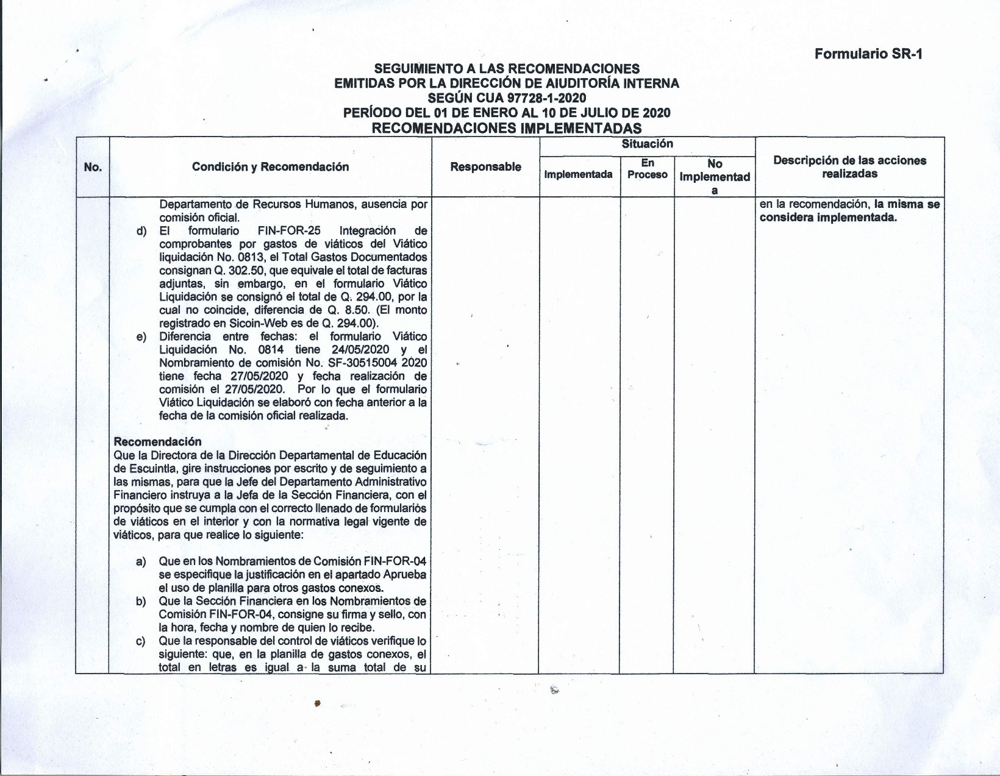 Formulario SR-1
SEGUIMIENTO A LAS RECOMENDACIONES
EMITIDAS POR LA DIRECCIÓN DE AIUDITORÍA INTERNA
SEGÚN CUA 97728-1-2020
PERÍODO DEL 01 DE ENERO AL 10 DE JULIO DE 2020
RECOMENDACIONES IMPLEMENTADAS
No.
Condición y Recomendación
Responsable
Situación
Implementada
En
Proceso
No
Implementad
a
Descripción de las acciones
realizadas
Departamento de Recursos Humanos, ausencia por
comisión oficial.
d) El formulario FIN-FOR-25 Integración de
comprobantes por gastos de viáticos del Viático
liquidación No. 0813, el Total Gastos Documentados
consignan Q. 302.50, que equivale el total de facturas
adjuntas, sin embargo, en el formulario Viático
Liquidación se consignó el total de Q. 294.00, por la
cual no coincide, diferencia de Q. 8.50. (El monto
registrado en Sicoin-Web es de Q. 294.00).
e) Diferencia entre fechas: el formulario Viático
Liquidación No. 0814 tiene 24/05/2020 y el
Nombramiento de comisión No. SF-30515004 2020
tiene fecha 27/05/2020 y fecha realización de
comisión el 27/05/2020. Por lo que el formulario
Viático Liquidación se elaboró con fecha anterior a la
fecha de la comisión oficial realizada.
Recomendación
Que la Directora de la Dirección Departamental de Educación
de Escuintla, gire instrucciones por escrito y de seguimiento a
las mismas, para que la Jefe del Departamento Administrativo
Financiero instruya a la Jefa de la Sección Financiera, con el
propósito que se cumpla con el correcto llenado de formularios
de viáticos en el interior y con la normativa legal vigente de
viáticos, para que realice lo siguiente:
a) Que en los Nombramientos de Comisión FIN-FOR-04
se especifique la justificación en el apartado Aprueba
el uso de planilla para otros gastos conexos.
b) Que la Sección Financiera en los Nombramientos de
Comisión FIN-FOR-04, consigne su firma y sello, con
la hora, fecha y nombre de quien lo recibe.
c) Que la responsable del control de viáticos verifique lo
siguiente: que, en la planilla de gastos conexos, el
total en letras es igual a la suma total de su
en la recomendación, la misma se
considera implementada.